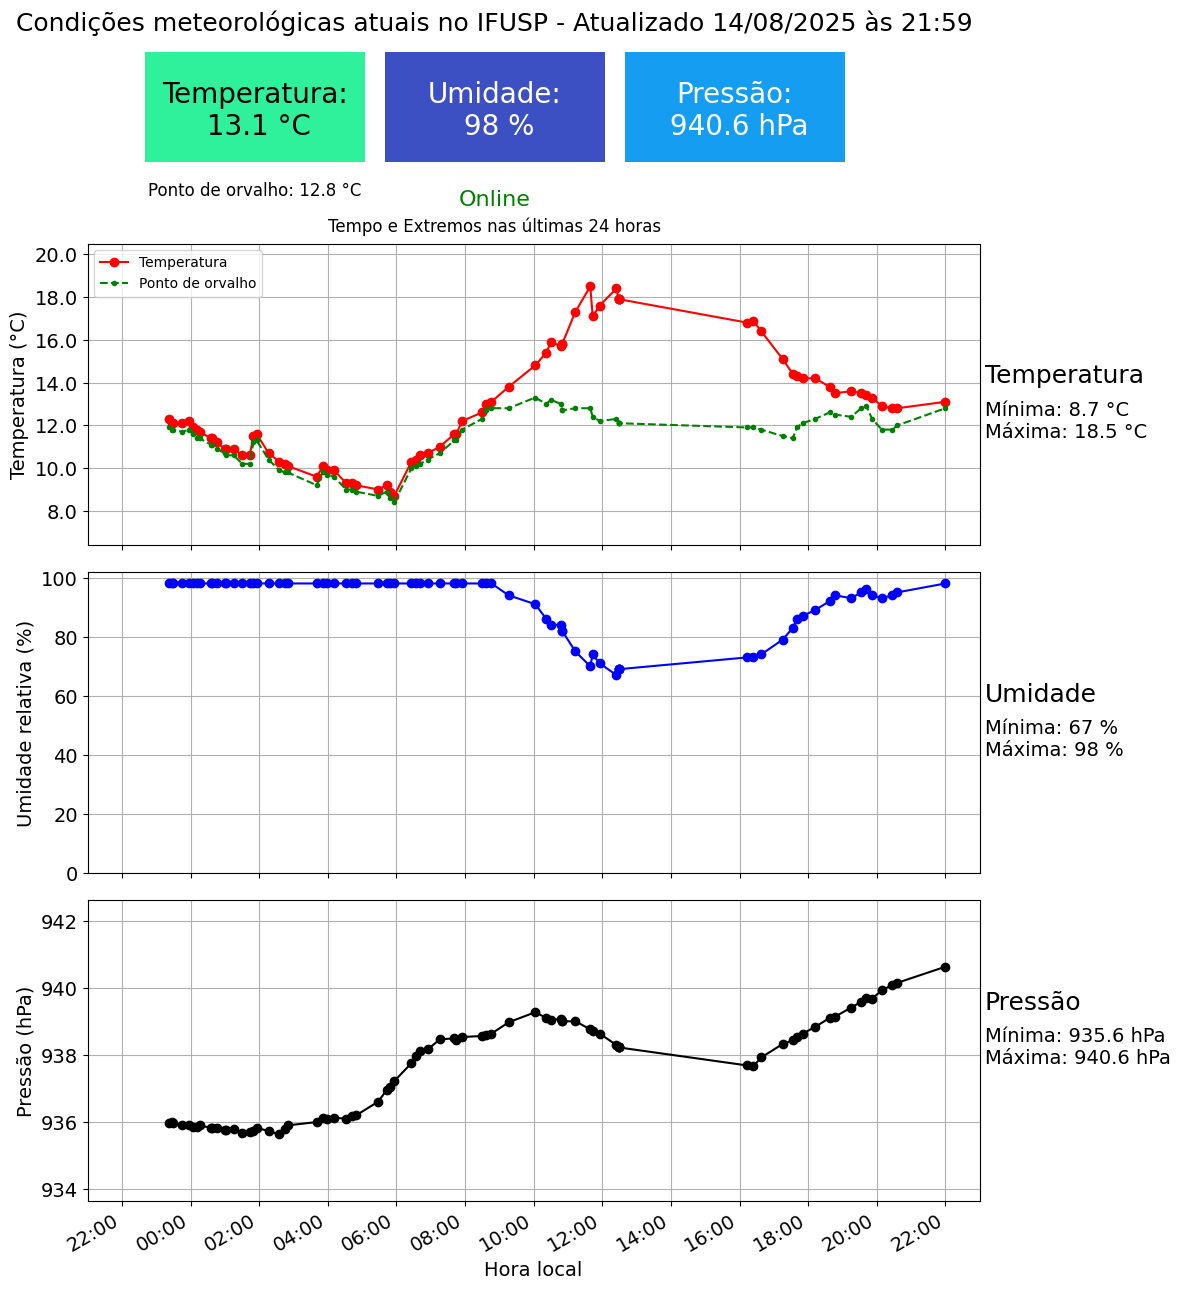 Condições meteorológicas atuais no IFUSP - Atualizado 14/08/2025 às 21:59
Temperatura:
13.1 °C
Umidade:
98 %
Pressão:
940.6 hPa
Ponto de orvalho: 12.8 °C
Online
Tempo e Extremos nas últimas 24 horas
Temperatura
Ponto de orvalho
Temperatura (°C)
20.0
18.0
16.0
14.0
12.0
10.0
8.0
Temperatura
Mínima: 8.7 °C
Máxima: 18.5 °C
Umidade relativa (%)
100
80
60
40
20
0
Umidade
Mínima: 67 %
Máxima: 98 %
Pressão (hPa)
942
940
938
936
934
Pressão
Mínima: 935.6 hPa
Máxima: 940.6 hPa
22:00 00:00 02:00 04:00 06:00 08:00 10:00 12:00 14:00 16:00 18:00 20:00 22:00
Hora local